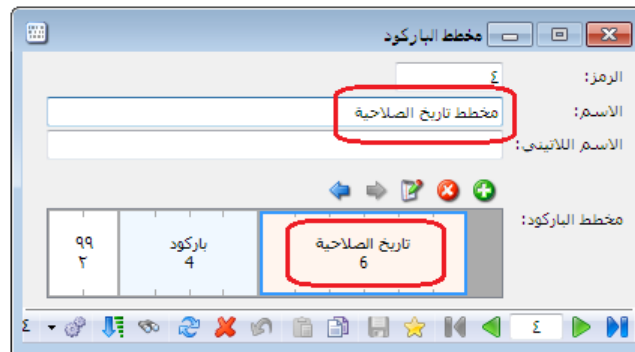 مخطط الباركود
الرمز: ٤
الاسم: مخطط تاريخ الصلاحية
الاسم اللاتيني:
مخطط الباركود:
تاريخ الصلاحية باركود ٩٩
6 4 ٢
٤ ٤